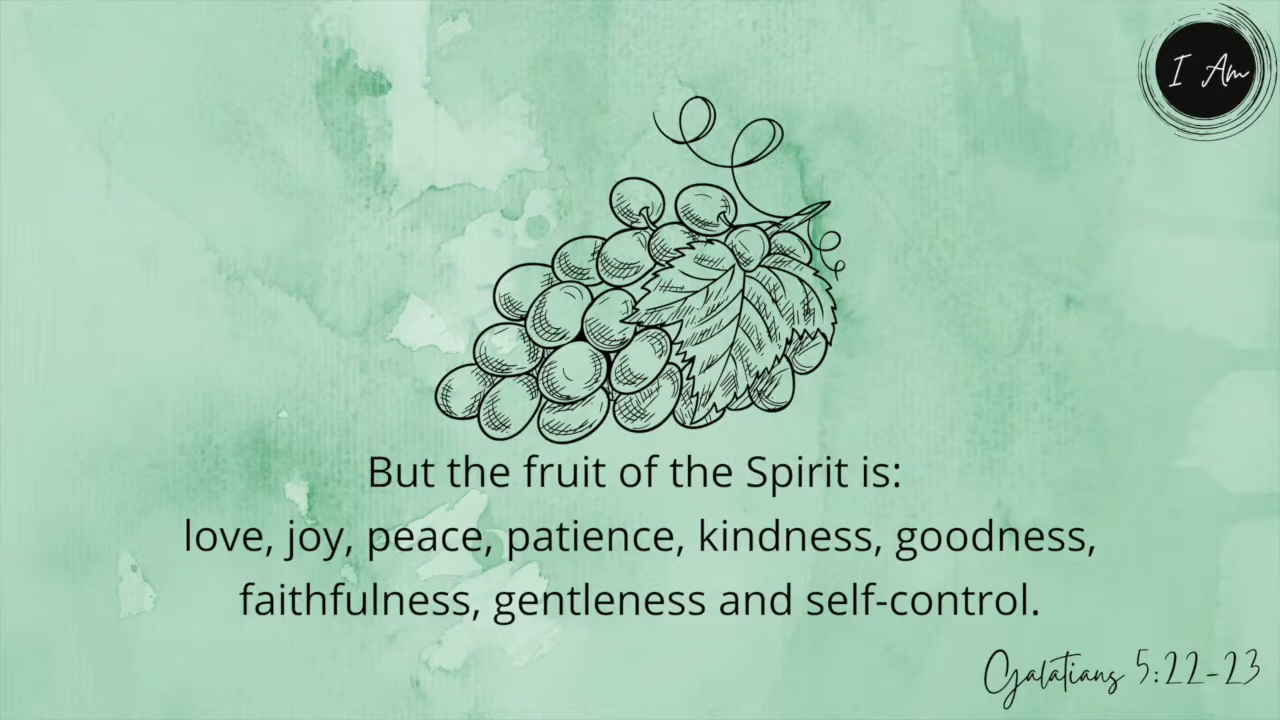 I Am
But the fruit of the Spirit is:
love, joy, peace, patience, kindness, goodness,
faithfulness, gentleness and self-control.
Galatians 5:22-23